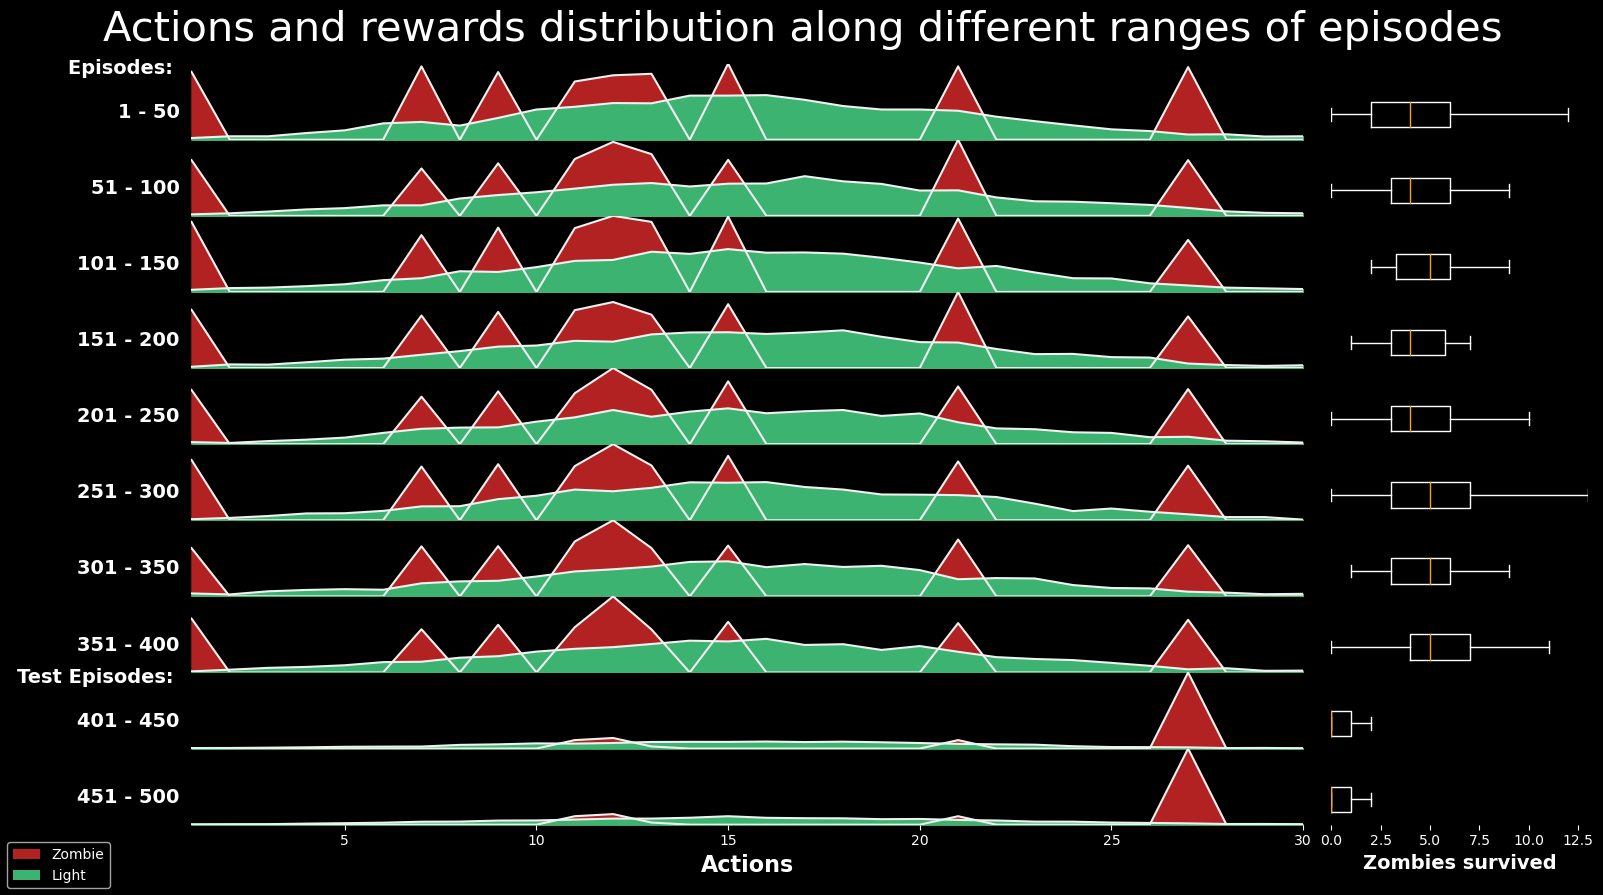 Actions and rewards distribution along different ranges of episodes
Episodes:
1 - 50
51 - 100
101 - 150
151 - 200
201 - 250
251 - 300
301 - 350
351 - 400
Test Episodes:
401 - 450
451 - 500
5 10 15 20 25 30
0.0 2.5 5.0 7.5 10.0 12.5
Actions
Zombies survived
Zombie
Light